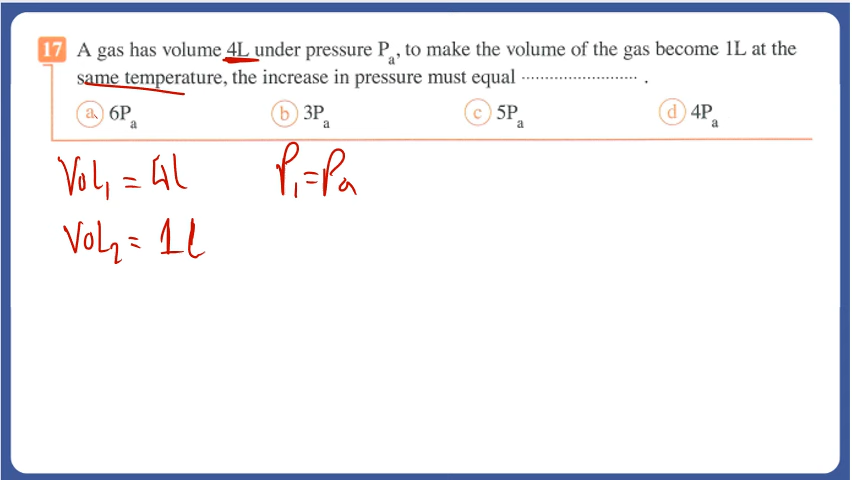 17 A gas has volume 4L under pressure Pa, to make the volume of the gas become 1L at the
same temperature, the increase in pressure must equal ........................ .
a 6Pa b 3Pa c 5Pa d 4Pa
Vol1 = 4L P1 = Pa
Vol2 = 1L